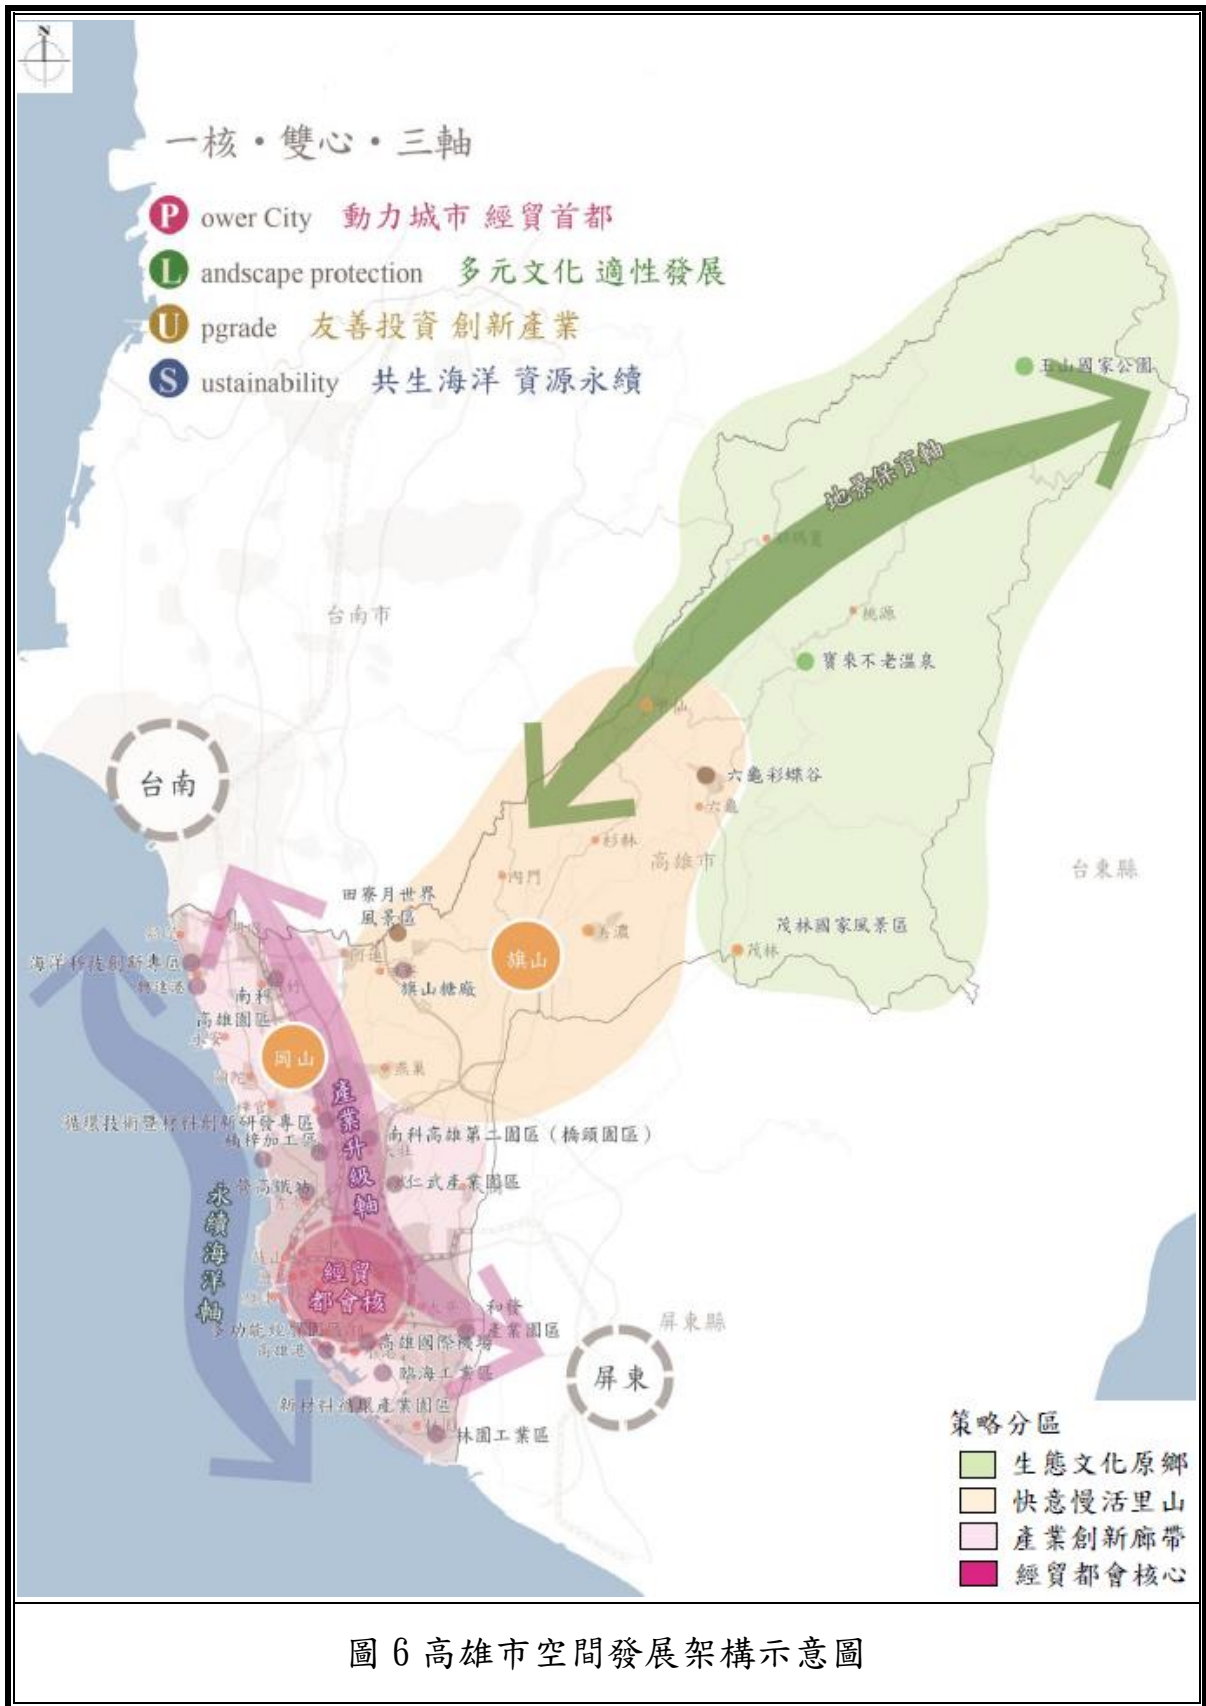 N
一核・雙心・三軸
P ower City 動力城市 經貿首都
L andscape protection 多元文化 適性發展
U pgrade 友善投資 創新產業
S ustainability 共生海洋 資源永續
玉山國家公園
地景保育軸
桃源
台南市
寶來不老溫泉
甲仙
台南
六龜彩蝶谷
六龜
杉林
高雄市
台東縣
內門
田寮月世界
風景區
美濃
茂林國家風景區
茂林
旗山
海洋科技創新專區
旗山糖廠
南科
高雄園區
永安
岡山
燕巢
產業升級軸
循環技術暨材料創新研發專區
楠梓加工區
南科高雄第二園區（橋頭園區）
仁武產業園區
永續海洋軸
經貿
都會核
和發
產業園區
高雄港
高雄國際機場
屏東縣
屏東
臨海工業區
新材料循環產業園區
林園工業區
策略分區
生態文化原鄉
快意慢活里山
產業創新廊帶
經貿都會核心
圖 6 高雄市空間發展架構示意圖